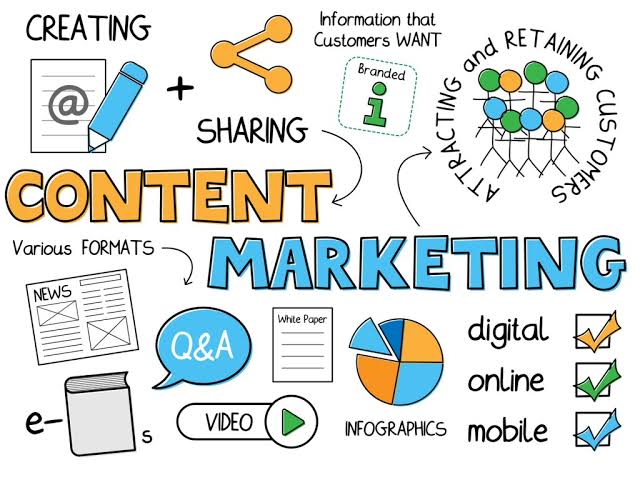 CREATING
@
+
SHARING
Information that
Customers WANT
Branded
i
ATTRACTING and RETAINING CUSTOMERS
CONTENT
MARKETING
Various FORMATS
NEWS
Q&A
White Paper
e-
s
VIDEO
INFOGRAPHICS
digital
online
mobile